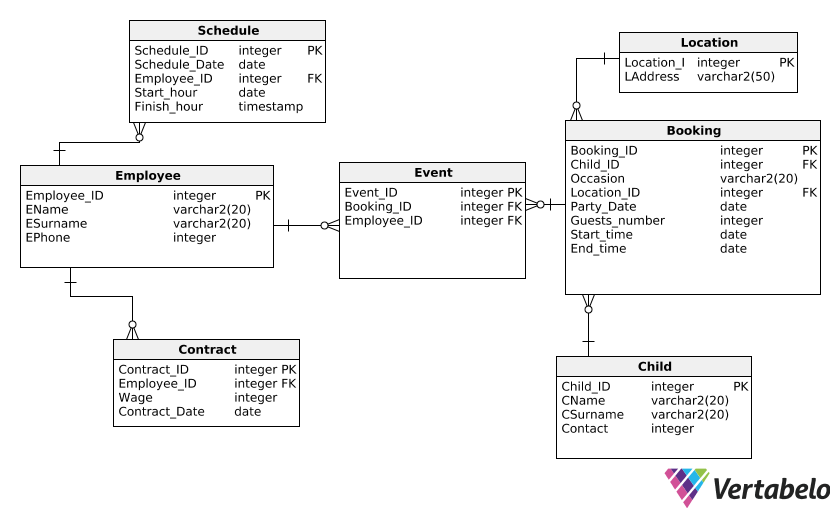 Schedule
Schedule_ID integer PK
Schedule_Date date
Employee_ID integer FK
Start_hour date
Finish_hour timestamp
Location
Location_I integer PK
LAddress varchar2(50)
Booking
Booking_ID integer PK
Child_ID integer FK
Occasion varchar2(20)
Location_ID integer FK
Party_Date date
Guests_number integer
Start_time date
End_time date
Employee
Employee_ID integer PK
EName varchar2(20)
ESurname varchar2(20)
EPhone integer
Event
Event_ID integer PK
Booking_ID integer FK
Employee_ID integer FK
Contract
Contract_ID integer PK
Employee_ID integer FK
Wage integer
Contract_Date date
Child
Child_ID integer PK
CName varchar2(20)
CSurname varchar2(20)
Contact integer
Vertabelo